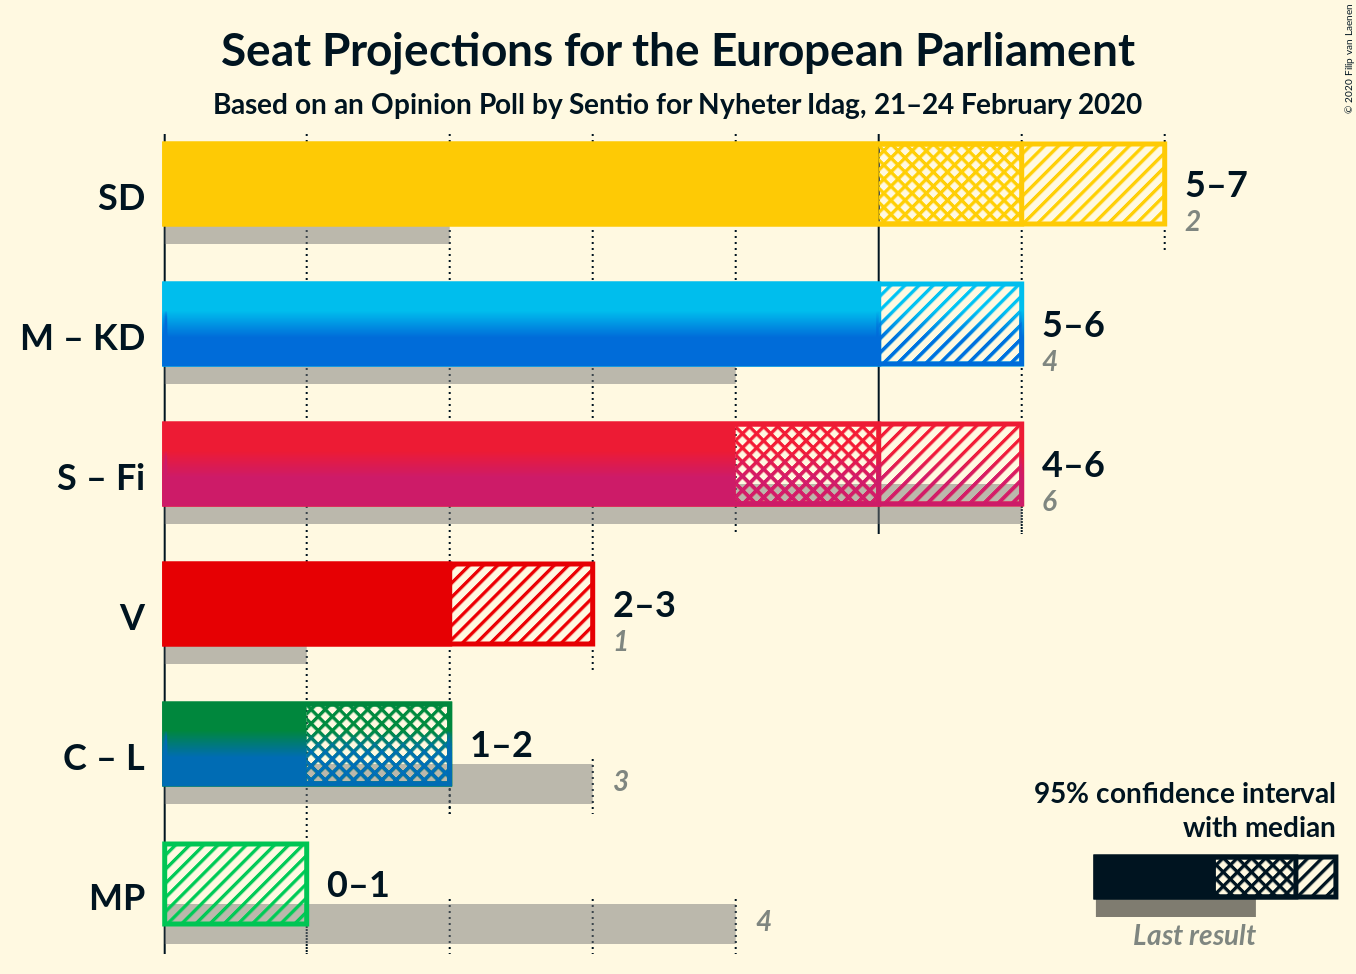 Seat Projections for the European Parliament
Based on an Opinion Poll by Sentio for Nyheter Idag, 21–24 February 2020
© 2020 Filip van Laenen
SD
5–7
2
M – KD
5–6
4
S – Fi
4–6
6
V
2–3
1
C – L
1–2
3
MP
0–1
4
95% confidence interval
with median
Last result